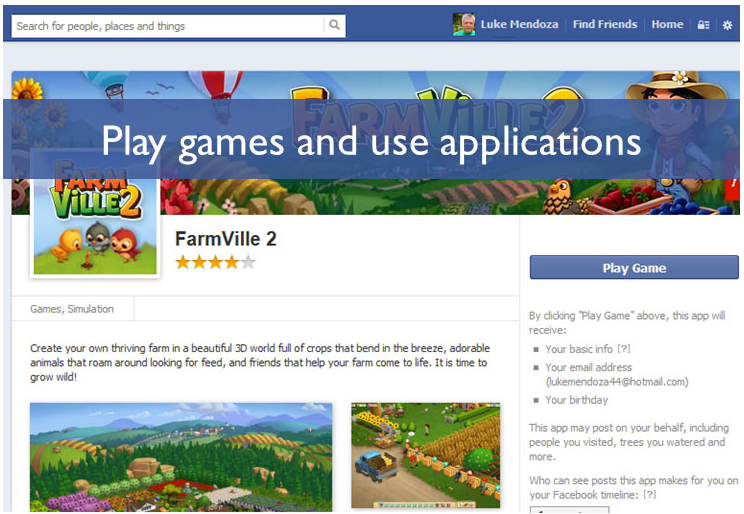 Search for people, places and things
Luke Mendoza Find Friends Home
FARMVILLE 2
Play games and use applications
FARM
VILLE 2
FarmVille 2
Play Game
Games, Simulation
By clicking "Play Game" above, this app will
receive:
Your basic info [?]
Your email address
(lukemendoza44@hotmail.com)
Your birthday
Create your own thriving farm in a beautiful 3D world full of crops that bend in the breeze, adorable
animals that roam around looking for feed, and friends that help your farm come to life. It is time to
grow wild!
This app may post on your behalf, including
people you visited, trees you watered and
more.
Who can see posts this app makes for you on
your Facebook timeline: [?]